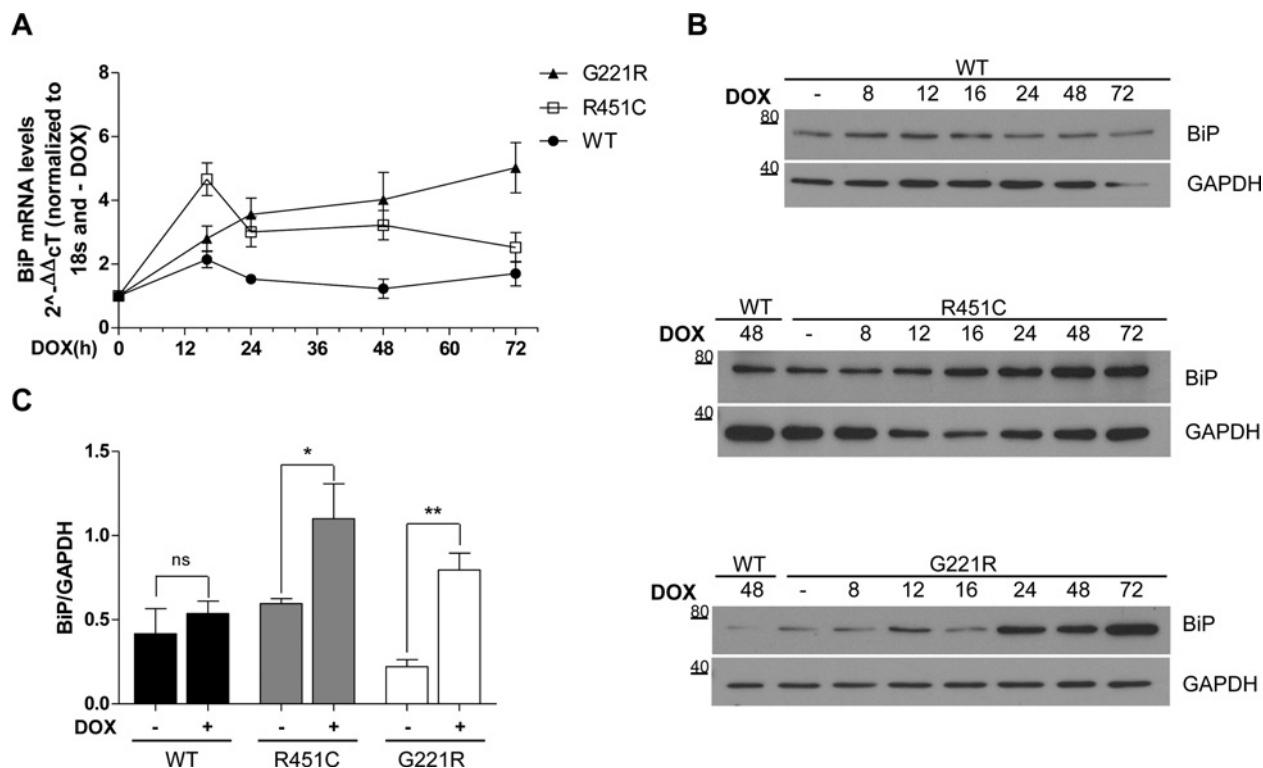 A
BiP mRNA levels
2^-ΔΔcT (normalized to
18s and - DOX)
8
6
4
2
0
DOX(h)
0 12 24 36 48 60 72
G221R
R451C
WT
B
WT
DOX - 8 12 16 24 48 72
80
BiP
40
GAPDH
WT R451C
DOX 48 - 8 12 16 24 48 72
80
BiP
40
GAPDH
WT G221R
DOX 48 - 8 12 16 24 48 72
80
BiP
40
GAPDH
C
BiP/GAPDH
1.5
1.0
0.5
0.0
ns
*
**
DOX - + - + - +
WT R451C G221R